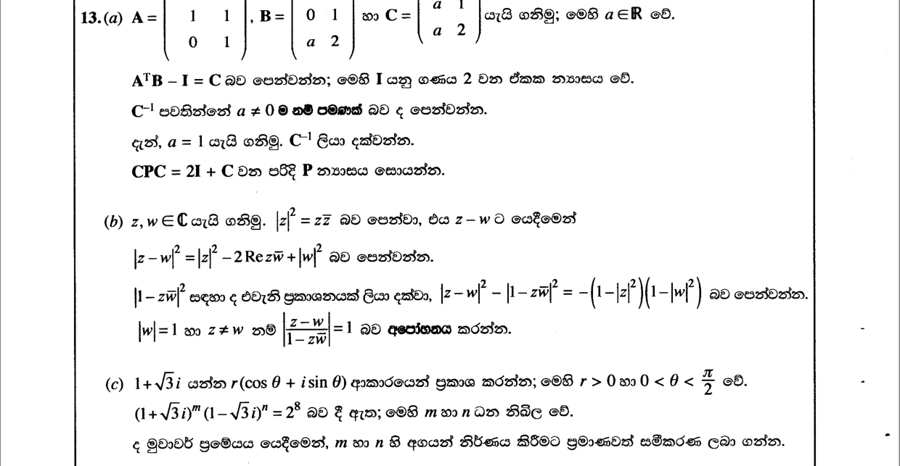 13.(a) A = (1 1; 0 1), B = (0 1; a 2) හා C = (a 1; a 2) යැයි ගනිමු; මෙහි a ∈ ℝ වේ.
AᵀB – I = C බව පෙන්වන්න; මෙහි I යනු ගණය 2 වන ඒකක න්‍යාසය වේ.
C⁻¹ පවතින්නේ a ≠ 0 ම නම් පමණක් බව ද පෙන්වන්න.
දැන්, a = 1 යැයි ගනිමු. C⁻¹ ලියා දක්වන්න.
CPC = 2I + C වන පරිදි P න්‍යාසය සොයන්න.
(b) z, w ∈ ℂ යැයි ගනිමු. |z|² = zz̄ බව පෙන්වා, එය z – w ට යෙදීමෙන්
|z – w|² = |z|² – 2 Re zw̄ + |w|² බව පෙන්වන්න.
|1 – zw̄|² සඳහා ද එවැනි ප්‍රකාශනයක් ලියා දක්වා, |z – w|² – |1 – zw̄|² = –(1–|z|²)(1–|w|²) බව පෙන්වන්න.
|w| = 1 හා z ≠ w නම් |(z – w)/(1 – zw̄)| = 1 බව අපෝහනය කරන්න.
(c) 1 + √3 i යන්න r(cos θ + i sin θ) ආකාරයෙන් ප්‍රකාශ කරන්න; මෙහි r > 0 හා 0 < θ < π/2 වේ.
(1 + √3 i)ᵐ (1 – √3 i)ⁿ = 2⁸ බව දී ඇත; මෙහි m හා n ධන නිඛිල වේ.
ද මුවාවර් ප්‍රමේයය යෙදීමෙන්, m හා n හි අගයන් නිර්ණය කිරීමට ප්‍රමාණවත් සමීකරණ ලබා ගන්න.